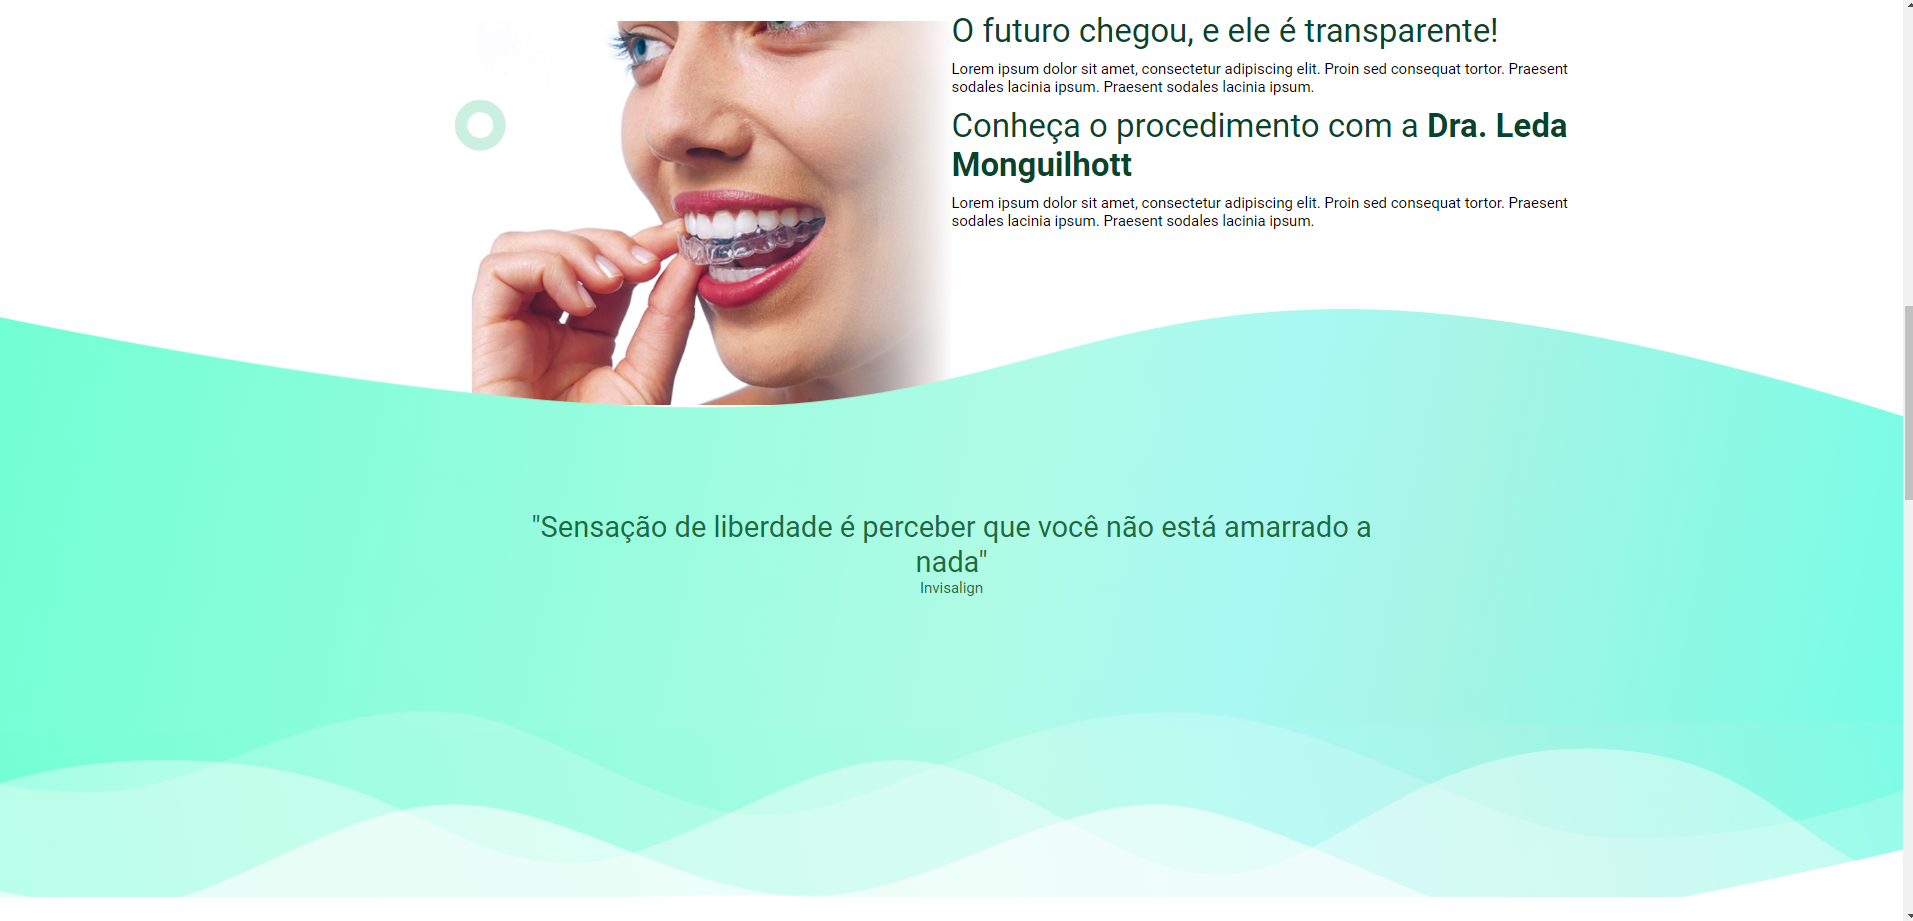 O futuro chegou, e ele é transparente!
Lorem ipsum dolor sit amet, consectetur adipiscing elit. Proin sed consequat tortor. Praesent
sodales lacinia ipsum. Praesent sodales lacinia ipsum.
Conheça o procedimento com a Dra. Leda
Monguilhott
Lorem ipsum dolor sit amet, consectetur adipiscing elit. Proin sed consequat tortor. Praesent
sodales lacinia ipsum. Praesent sodales lacinia ipsum.
"Sensação de liberdade é perceber que você não está amarrado a
nada"
Invisalign